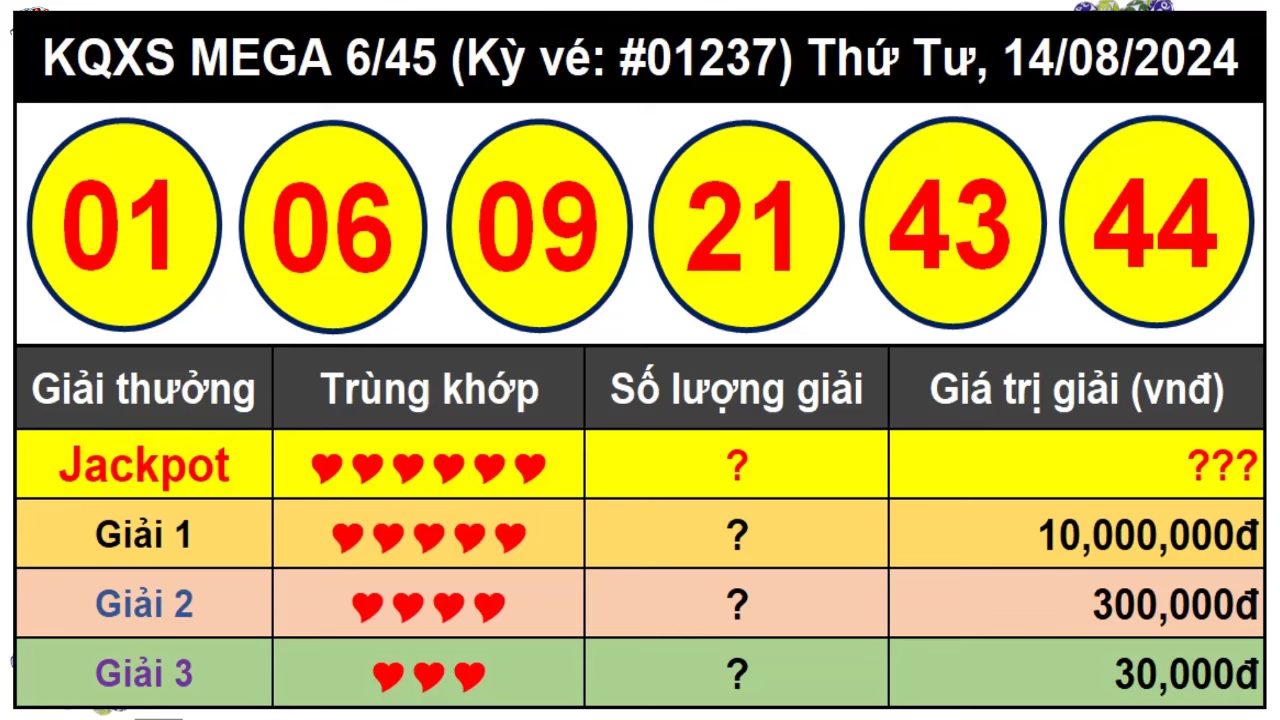 KQXS MEGA 6/45 (Kỳ vé: #01237) Thứ Tư, 14/08/2024
01 06 09 21 43 44
Giải thưởng Trùng khớp Số lượng giải Giá trị giải (vnđ)
Jackpot ? ???
Giải 1 ? 10,000,000đ
Giải 2 ? 300,000đ
Giải 3 ? 30,000đ